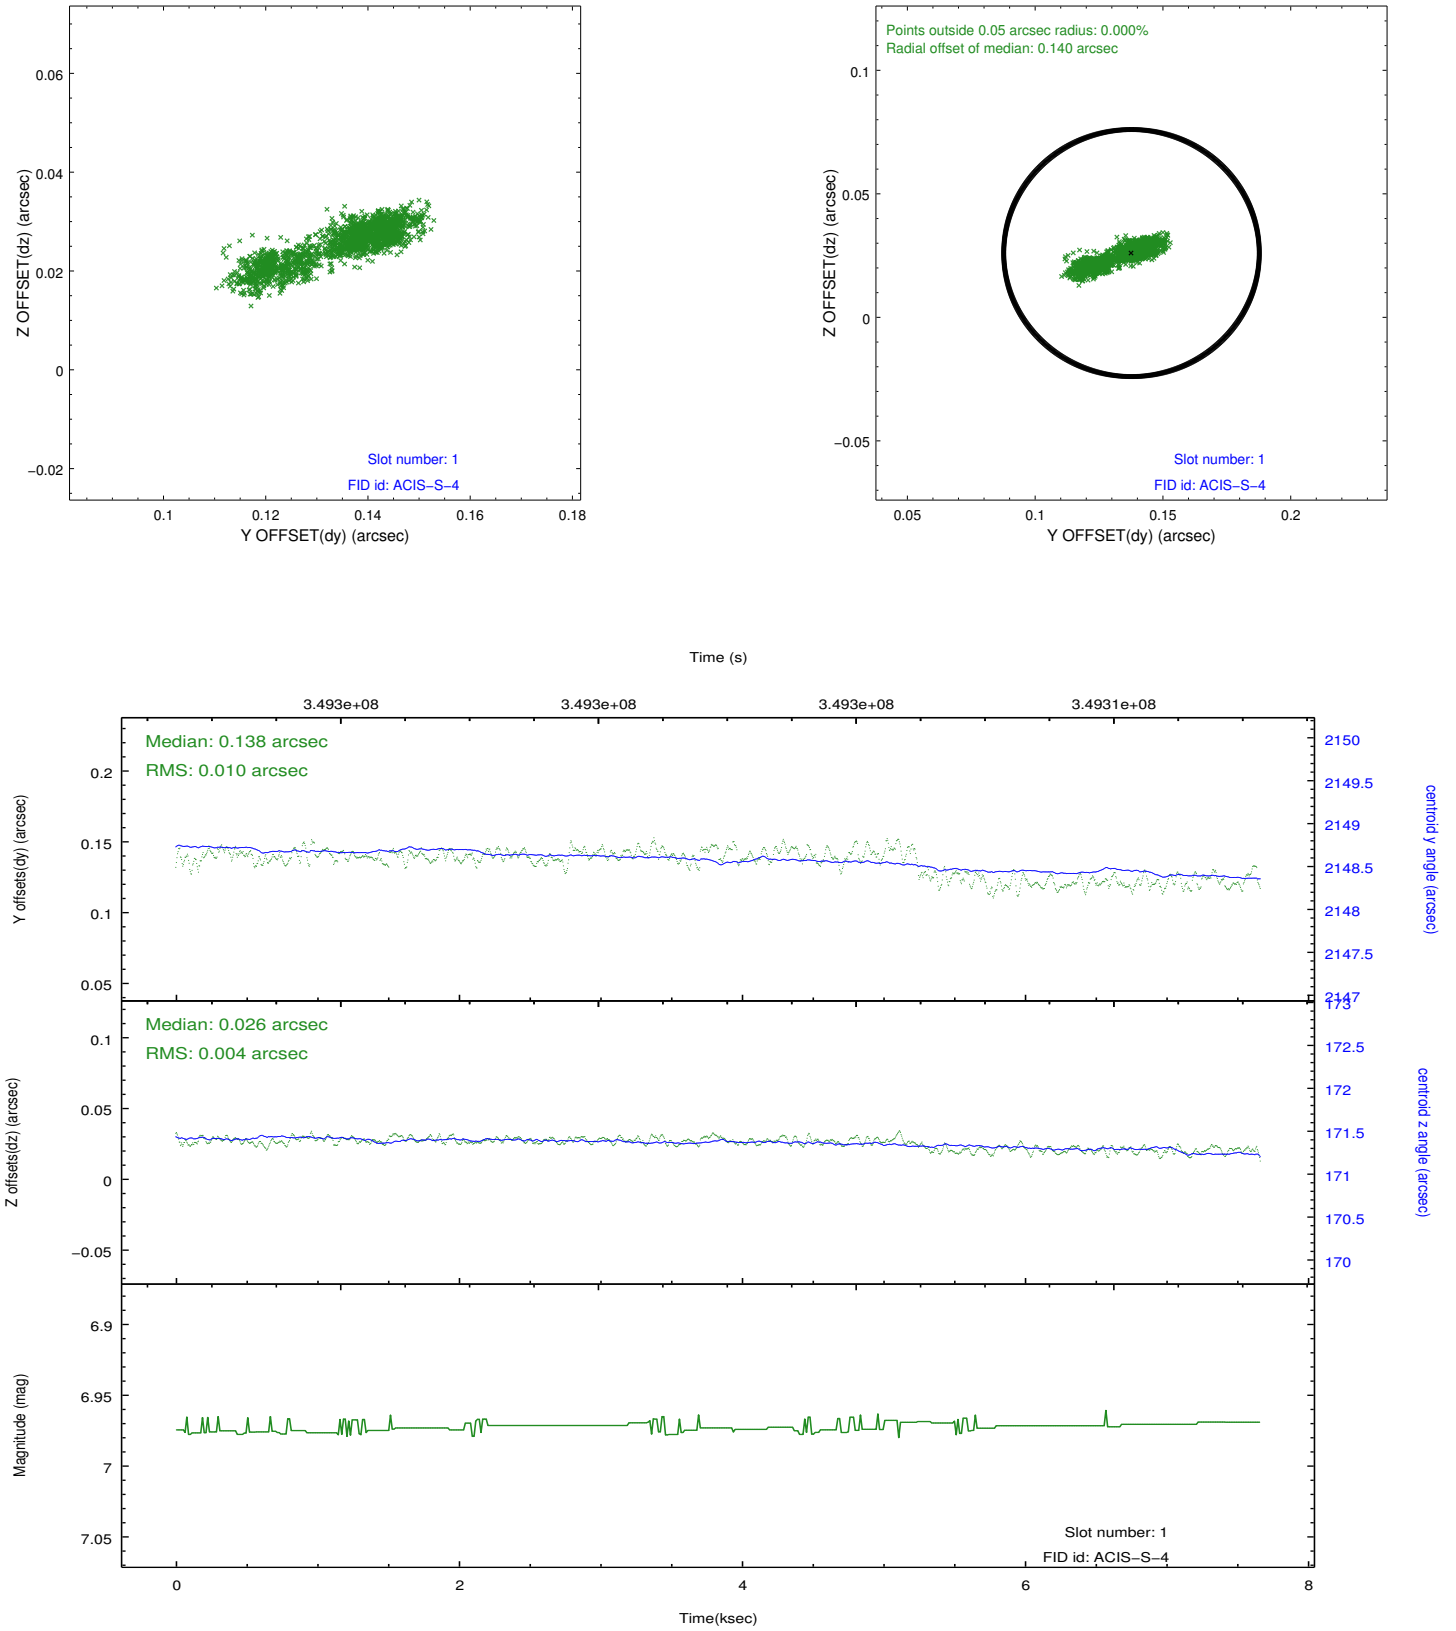 0.06
0.04
0.02
0
−0.02
Z OFFSET(dz) (arcsec)
Slot number: 1
FID id: ACIS−S−4
0.1 0.12 0.14 0.16 0.18
Y OFFSET(dy) (arcsec)
Points outside 0.05 arcsec radius: 0.000%
Radial offset of median: 0.140 arcsec
0.1
0.05
0
−0.05
Z OFFSET(dz) (arcsec)
Slot number: 1
FID id: ACIS−S−4
0.05 0.1 0.15 0.2
Y OFFSET(dy) (arcsec)
Time (s)
3.493e+08 3.493e+08 3.493e+08 3.4931e+08
Median: 0.138 arcsec
RMS: 0.010 arcsec
0.2
0.15
0.1
0.05
Y offsets(dy) (arcsec)
2150
2149.5
2149
2148.5
2148
2147.5
2147
centroid y angle (arcsec)
Median: 0.026 arcsec
RMS: 0.004 arcsec
0.1
0.05
0
−0.05
Z offsets(dz) (arcsec)
173
172.5
172
171.5
171
170.5
170
centroid z angle (arcsec)
6.9
6.95
7
7.05
Magnitude (mag)
Slot number: 1
FID id: ACIS−S−4
0 2 4 6 8
Time(ksec)